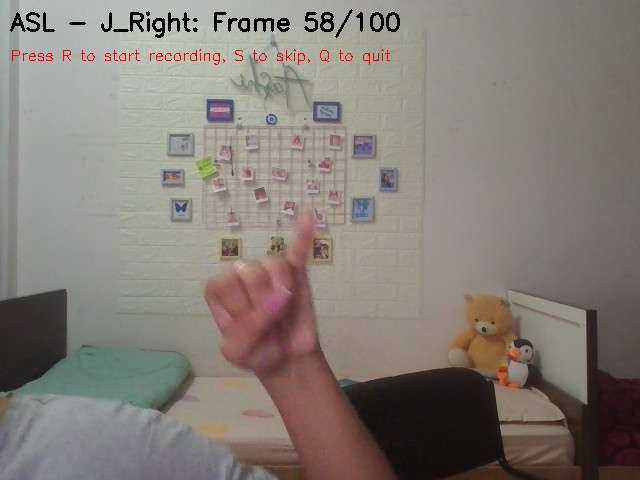 ASL - J_Right: Frame 58/100
Press R to start recording, S to skip, Q to quit